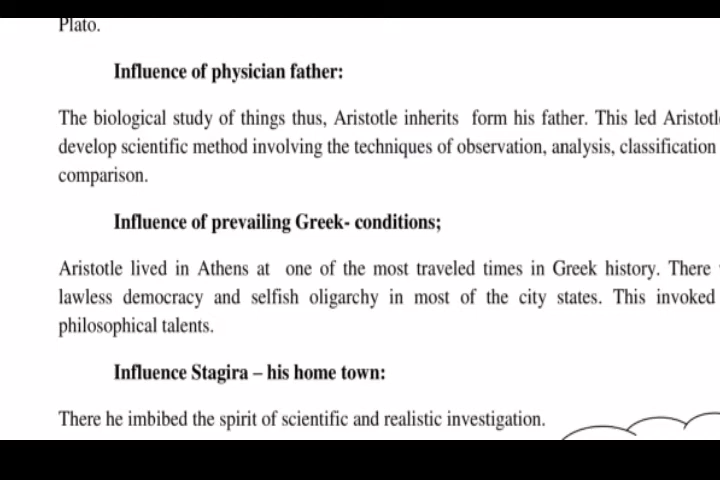 Plato.
Influence of physician father:
The biological study of things thus, Aristotle inherits form his father. This led Aristotl
develop scientific method involving the techniques of observation, analysis, classification
comparison.
Influence of prevailing Greek- conditions;
Aristotle lived in Athens at one of the most traveled times in Greek history. There
lawless democracy and selfish oligarchy in most of the city states. This invoked
philosophical talents.
Influence Stagira – his home town:
There he imbibed the spirit of scientific and realistic investigation.